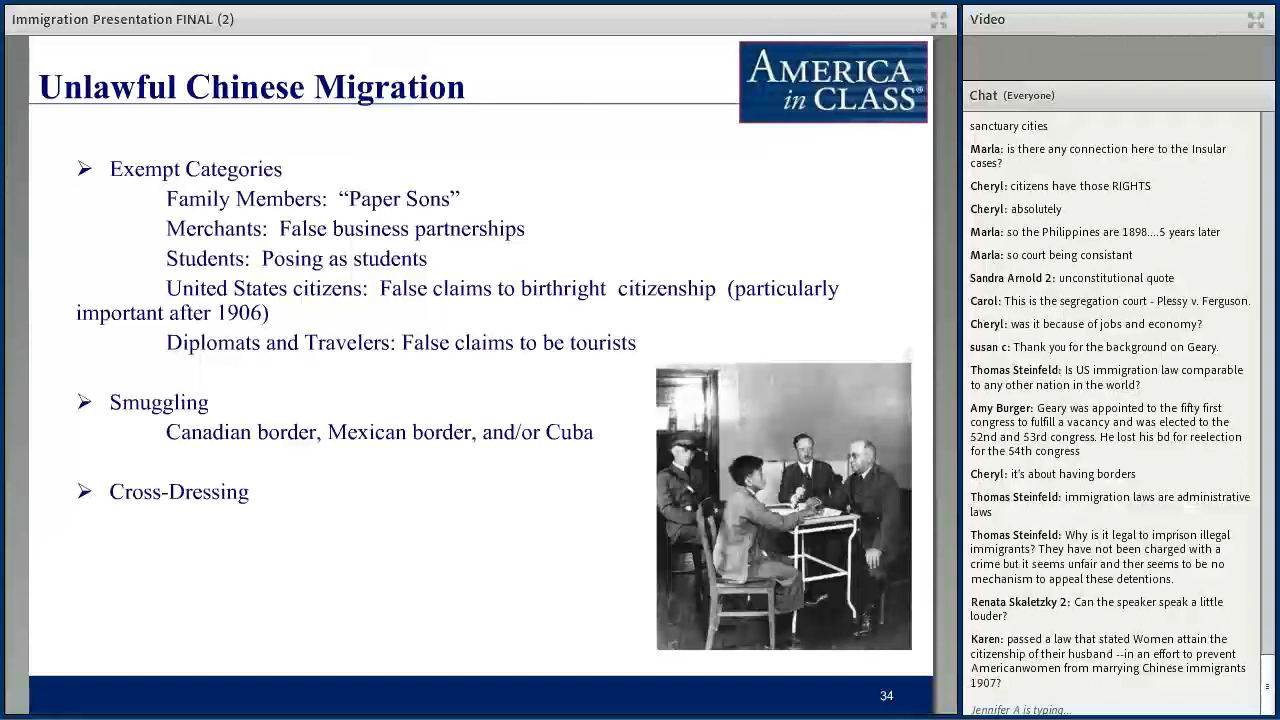 Immigration Presentation FINAL (2)
Unlawful Chinese Migration
AMERICA
in CLASS®
Exempt Categories
Family Members: “Paper Sons”
Merchants: False business partnerships
Students: Posing as students
United States citizens: False claims to birthright citizenship (particularly
important after 1906)
Diplomats and Travelers: False claims to be tourists
Smuggling
Canadian border, Mexican border, and/or Cuba
Cross-Dressing
34
Video
Chat (Everyone)
sanctuary cities
Marla: is there any connection here to the Insular
cases?
Cheryl: citizens have those RIGHTS
Cheryl: absolutely
Marla: so the Philippines are 1898....5 years later
Marla: so court being consistant
Sandra Arnold 2: unconstitutional quote
Carol: This is the segregation court - Plessy v. Ferguson.
Cheryl: was it because of jobs and economy?
susan c: Thank you for the background on Geary.
Thomas Steinfeld: Is US immigration law comparable
to any other nation in the world?
Amy Burger: Geary was appointed to the fifty first
congress to fulfill a vacancy and was elected to the
52nd and 53rd congress. He lost his bd for reelection
for the 54th congress
Cheryl: it's about having borders
Thomas Steinfeld: immigration laws are administrative
laws
Thomas Steinfeld: Why is it legal to imprison illegal
immigrants? They have not been charged with a
crime but it seems unfair and ther seems to be no
mechanism to appeal these detentions.
Renata Skaletzky 2: Can the speaker speak a little
louder?
Karen: passed a law that stated Women attain the
citizenship of their husband --in an effort to prevent
Americanwomen from marrying Chinese immigrants
1907?
Jennifer A is typing...